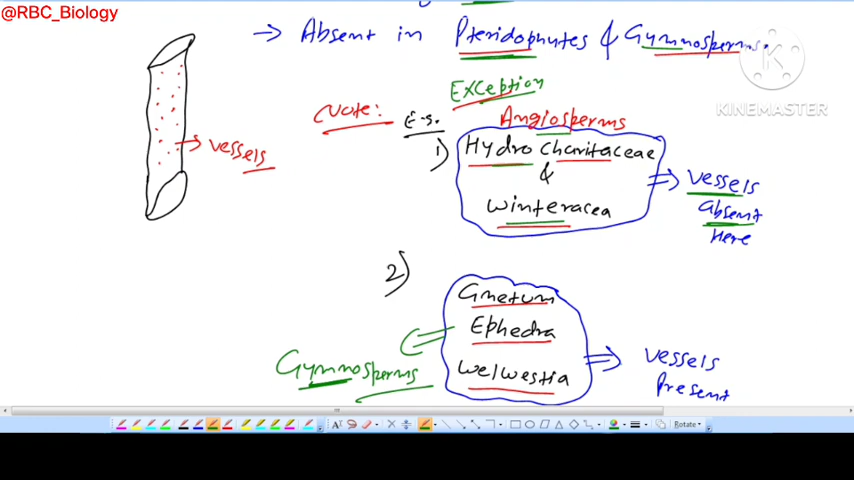 @RBC_Biology
→ Absent in Pteridophytes & Gymnosperms.
KINEMASTER
EXCeption
Note: E.g. Angiosperms
1) Hydrocharitaceae
&
winteracea
→ vessels
vessels
Absent
Here
2)
Gnetum
Ephedra
welwestia
Gymnosperms
vessels
present
Rotate